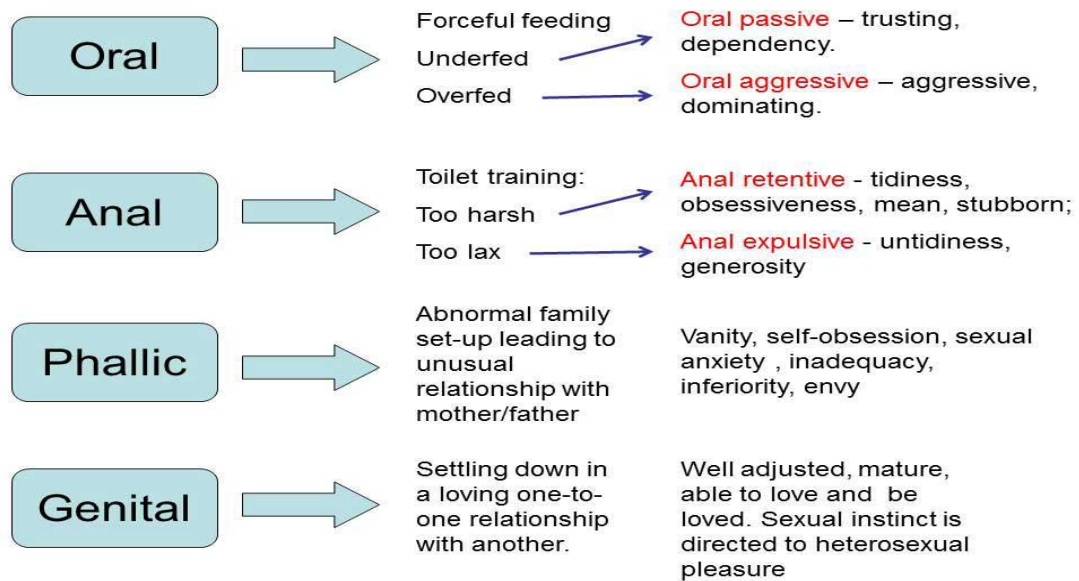 Oral
Forceful feeding
Underfed
Overfed
Oral passive – trusting,
dependency.
Oral aggressive – aggressive,
dominating.
Anal
Toilet training:
Too harsh
Too lax
Anal retentive - tidiness,
obsessiveness, mean, stubborn;
Anal expulsive - untidiness,
generosity
Phallic
Abnormal family
set-up leading to
unusual
relationship with
mother/father
Vanity, self-obsession, sexual
anxiety , inadequacy,
inferiority, envy
Genital
Settling down in
a loving one-to-
one relationship
with another.
Well adjusted, mature,
able to love and be
loved. Sexual instinct is
directed to heterosexual
pleasure